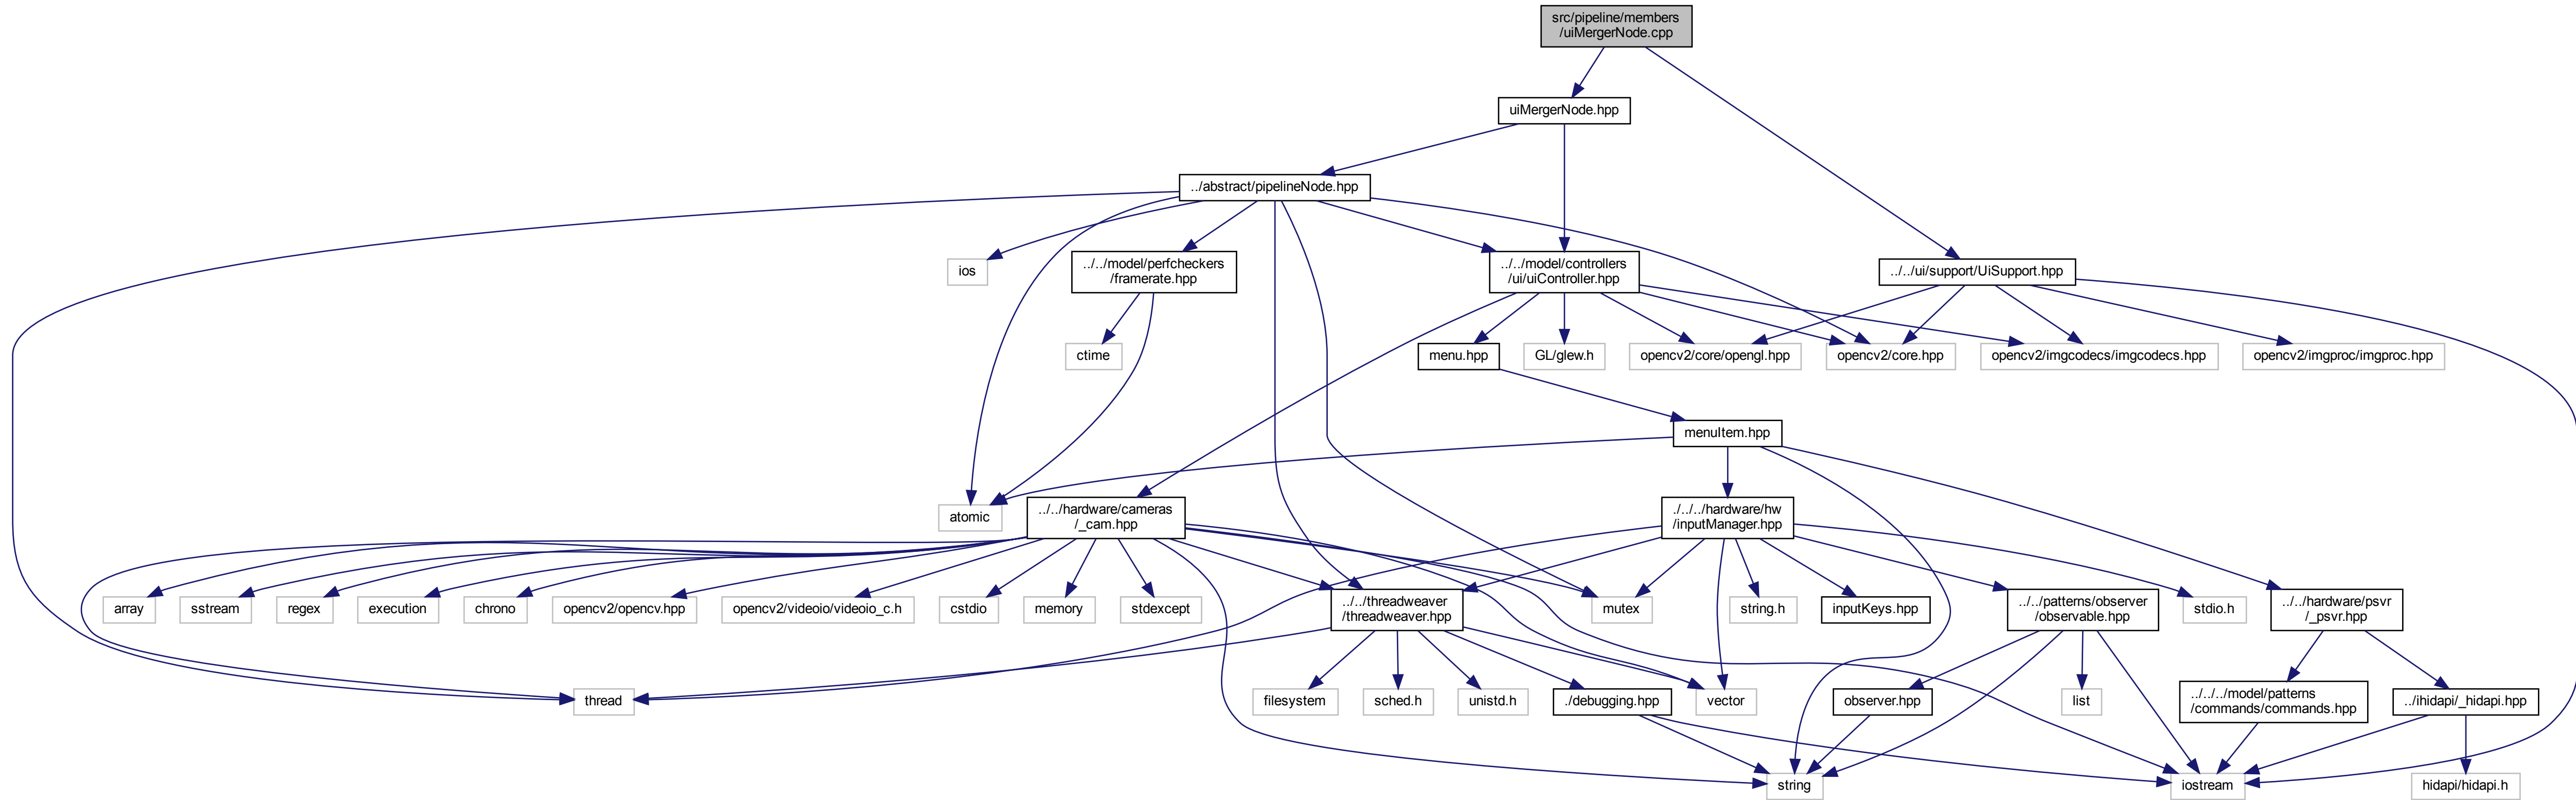 src/pipeline/members
/uiMergerNode.cpp
uiMergerNode.hpp
../abstract/pipelineNode.hpp
ios
../../model/perfcheckers
/framerate.hpp
../../model/controllers
/ui/uiController.hpp
../../ui/support/UiSupport.hpp
ctime
menu.hpp
GL/glew.h
opencv2/core/opengl.hpp
opencv2/core.hpp
opencv2/imgcodecs/imgcodecs.hpp
opencv2/imgproc/imgproc.hpp
menuItem.hpp
atomic
../../hardware/cameras
/_cam.hpp
./../../hardware/hw
/inputManager.hpp
array
sstream
regex
execution
chrono
opencv2/opencv.hpp
opencv2/videoio/videoio_c.h
cstdio
memory
stdexcept
../../threadweaver
/threadweaver.hpp
mutex
string.h
inputKeys.hpp
../../patterns/observer
/observable.hpp
stdio.h
../../hardware/psvr
/_psvr.hpp
thread
filesystem
sched.h
unistd.h
./debugging.hpp
vector
observer.hpp
list
../../../model/patterns
/commands/commands.hpp
../ihidapi/_hidapi.hpp
string
iostream
hidapi/hidapi.h